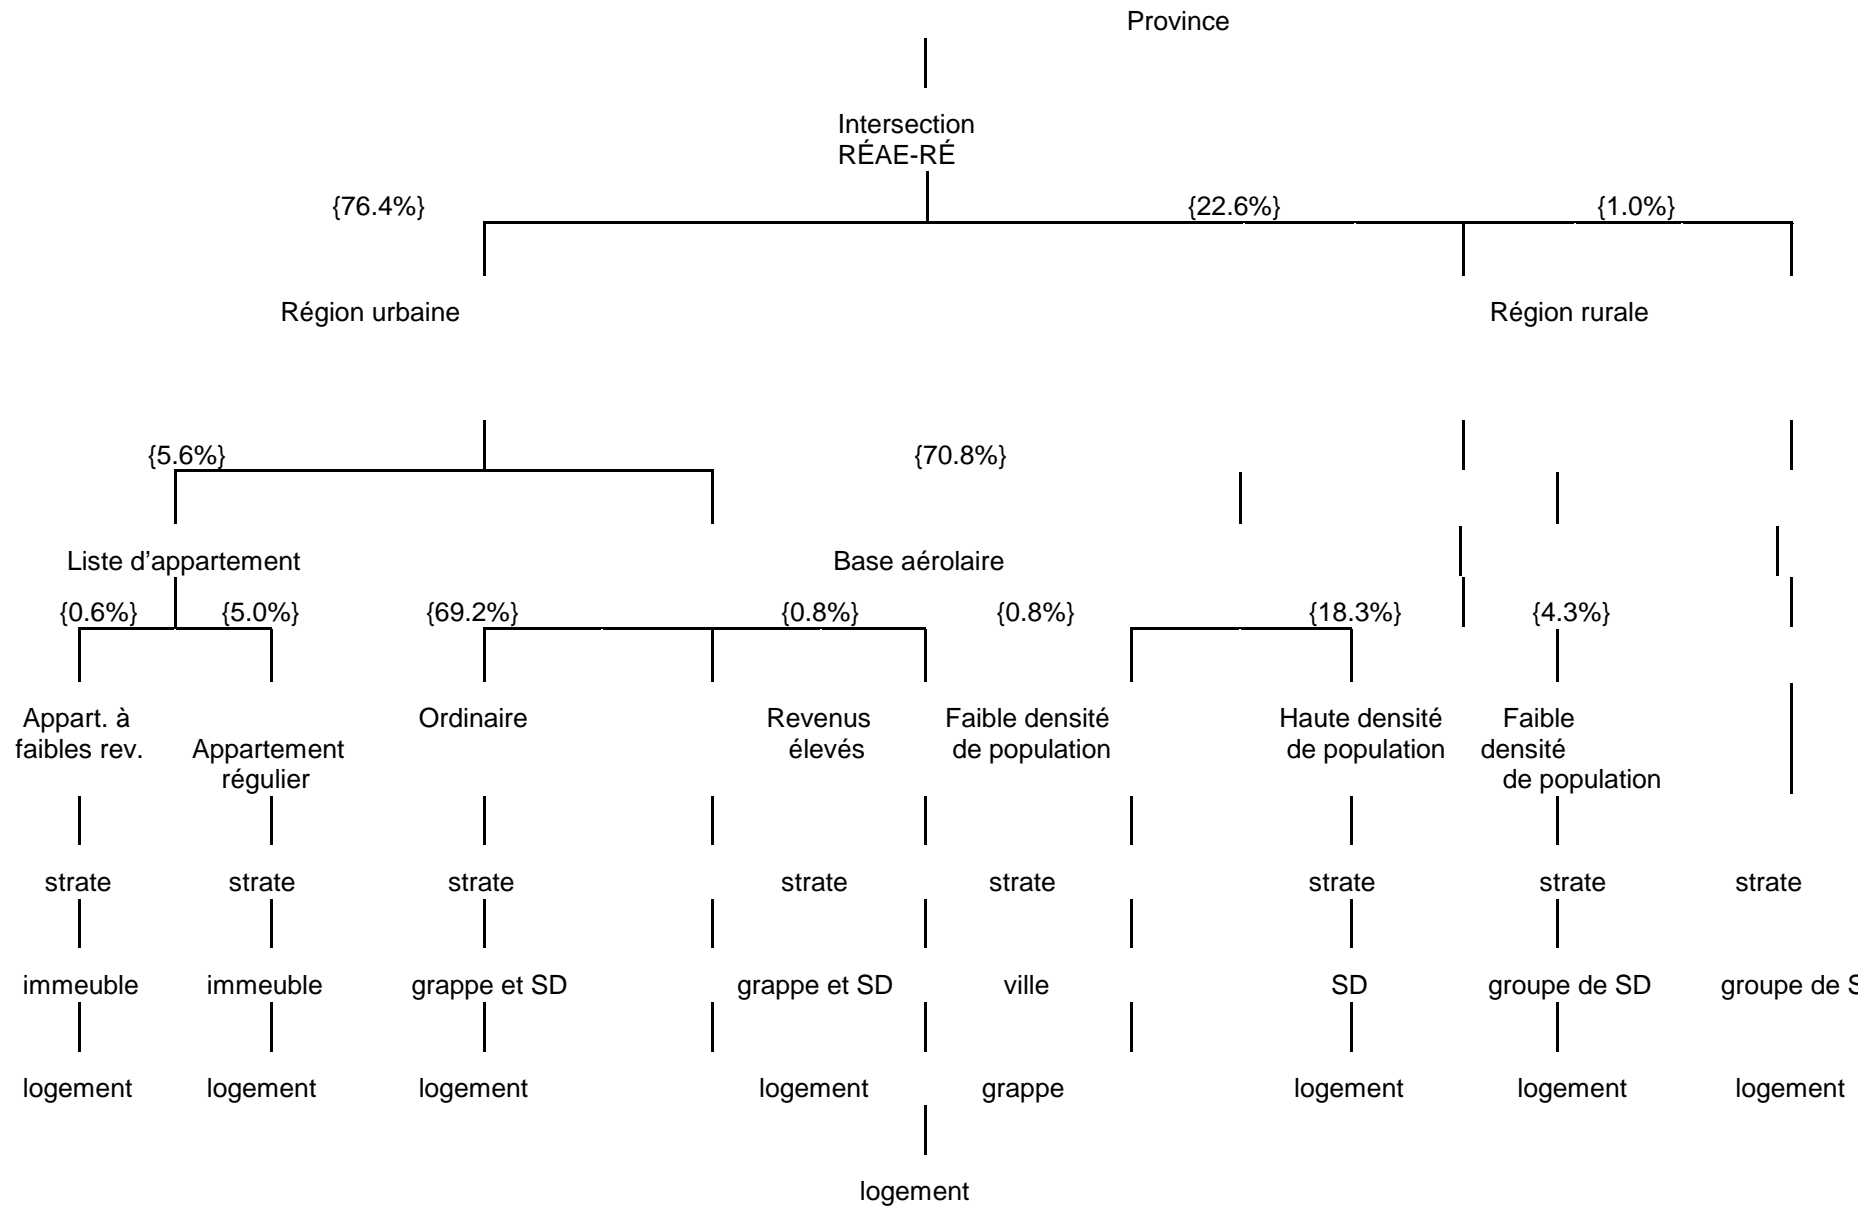 Province
Intersection
RÉAE-RÉ
{76.4%} {22.6%} {1.0%}
Région urbaine Région rurale
{5.6%} {70.8%}
Liste d’appartement Base aérolaire
{0.6%} {5.0%} {69.2%} {0.8%} {0.8%} {18.3%} {4.3%}
Appart. à Ordinaire Revenus Faible densité Haute densité Faible
faibles rev. Appartement élevés de population de population densité
régulier de population
strate strate strate strate strate strate strate strate
immeuble immeuble grappe et SD grappe et SD ville SD groupe de SD groupe de
logement logement logement logement grappe logement logement logement
logement